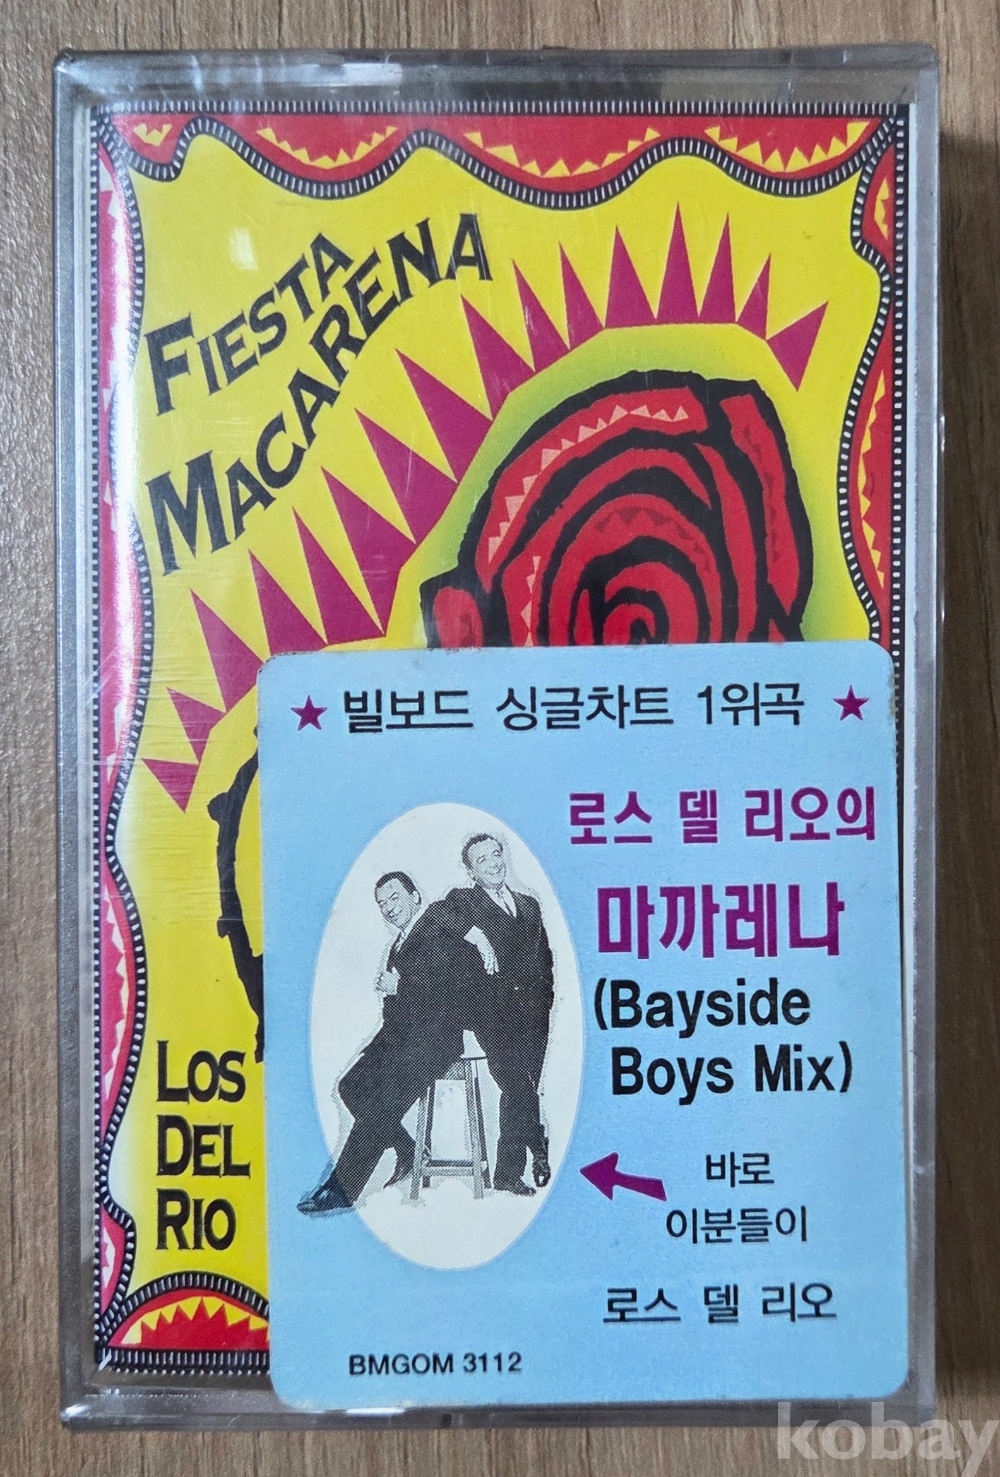 FIESTA
MACARENA
LOS
DEL
RIO
★ 빌보드 싱글차트 1위곡 ★
로스 델 리오의
마까레나
(Bayside
Boys Mix)
바로
이분들이
로스 델 리오
BMGOM 3112
kobay